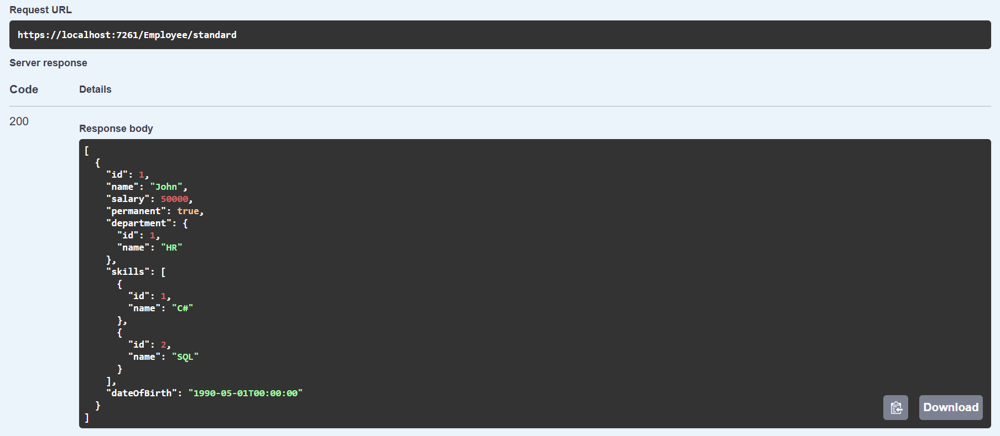 Request URL
https://localhost:7261/Employee/standard
Server response
Code Details
200
Response body
[
  {
    "id": 1,
    "name": "John",
    "salary": 50000,
    "permanent": true,
    "department": {
      "id": 1,
      "name": "HR"
    },
    "skills": [
      {
        "id": 1,
        "name": "C#"
      },
      {
        "id": 2,
        "name": "SQL"
      }
    ],
    "dateOfBirth": "1990-05-01T00:00:00"
  }
]
Download